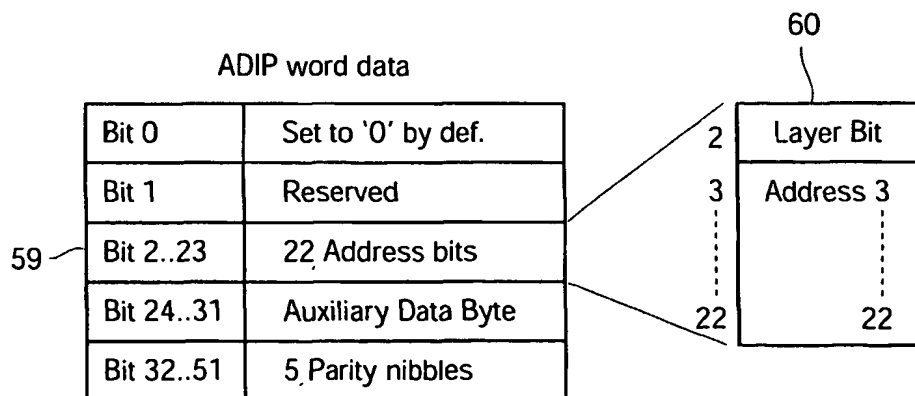 60
ADIP word data
Bit 0 Set to '0' by def.
Bit 1 Reserved
59 Bit 2..23 22 Address bits
Bit 24..31 Auxiliary Data Byte
Bit 32..51 5 Parity nibbles
2 Layer Bit
3 Address 3
22 22